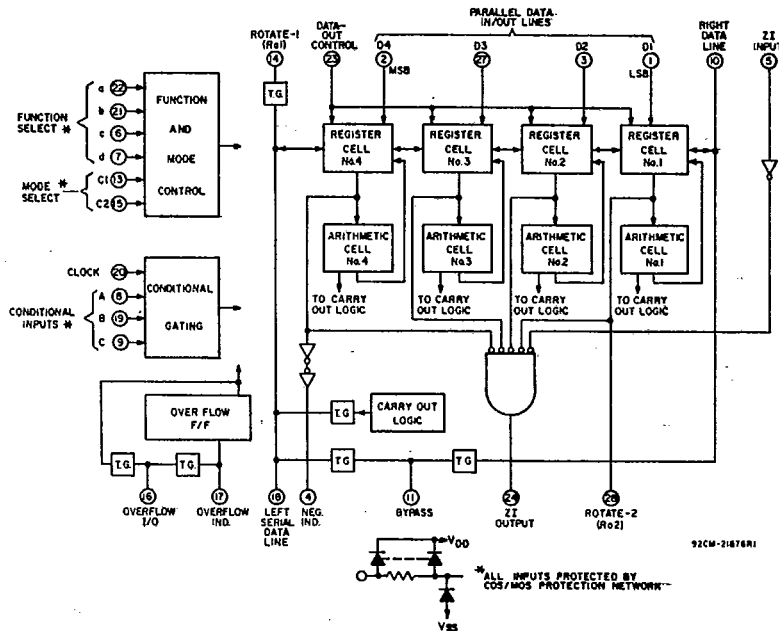 PARALLEL DATA
IN/OUT LINES
ROTATE-1
(Ro1)
14
DATA-
OUT
CONTROL
23
D4
2
MSB
D3
27
D2
3
D1
1
LSB
RIGHT
DATA
LINE
10
ZI
INPUT
5
T.G.
FUNCTION
SELECT *
a 22
b 21
c 6
d 7
MODE *
SELECT
C1 13
C2 15
FUNCTION
AND
MODE
CONTROL
REGISTER
CELL
No.4
REGISTER
CELL
No.3
REGISTER
CELL
No.2
REGISTER
CELL
No.1
ARITHMETIC
CELL
No.4
ARITHMETIC
CELL
No.3
ARITHMETIC
CELL
No.2
ARITHMETIC
CELL
No.1
TO CARRY
OUT LOGIC
TO CARRY
OUT LOGIC
TO CARRY
OUT LOGIC
TO CARRY
OUT LOGIC
CLOCK 20
CONDITIONAL
INPUTS *
A 8
B 19
C 9
CONDITIONAL
GATING
OVER FLOW
F/F
T.G.
T.G.
T.G
CARRY OUT
LOGIC
T.G
T.G
16
OVERFLOW
I/O
17
OVERFLOW
IND.
18
LEFT
SERIAL
DATA
LINE
4
NEG.
IND.
11
BYPASS
24
ZI
OUTPUT
28
ROTATE-2
(Ro2)
92CM-21876R1
VDD
*ALL INPUTS PROTECTED BY
COS/MOS PROTECTION NETWORK
VSS